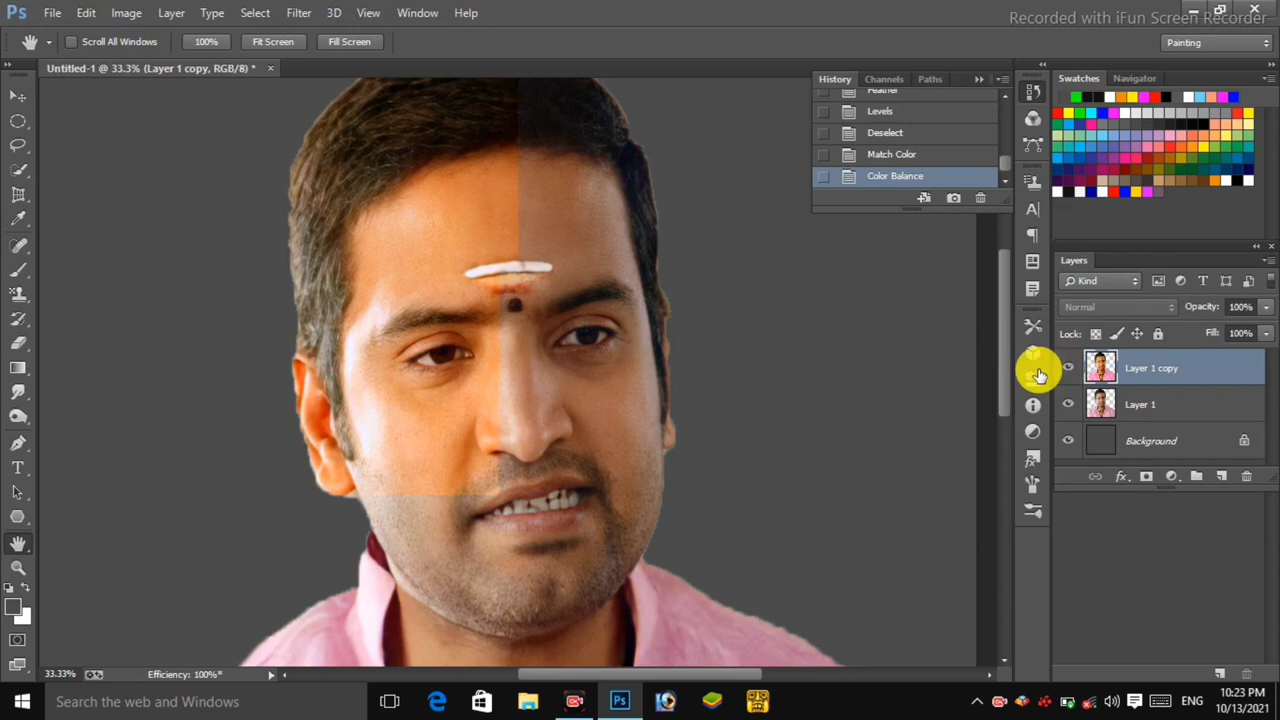 Ps File Edit Image Layer Type Select Filter 3D View Window Help
Recorded with iFun Screen Recorder
Scroll All Windows 100% Fit Screen Fill Screen Painting
Untitled-1 @ 33.3% (Layer 1 copy, RGB/8) * ×
History Channels Paths
Feather
Levels
Deselect
Match Color
Color Balance
Swatches Navigator
Layers
Kind
Normal Opacity: 100%
Lock: Fill: 100%
Layer 1 copy
Layer 1
Background
33.33% Efficiency: 100%*
Search the web and Windows
Ps
ENG
10:23 PM
10/13/2021